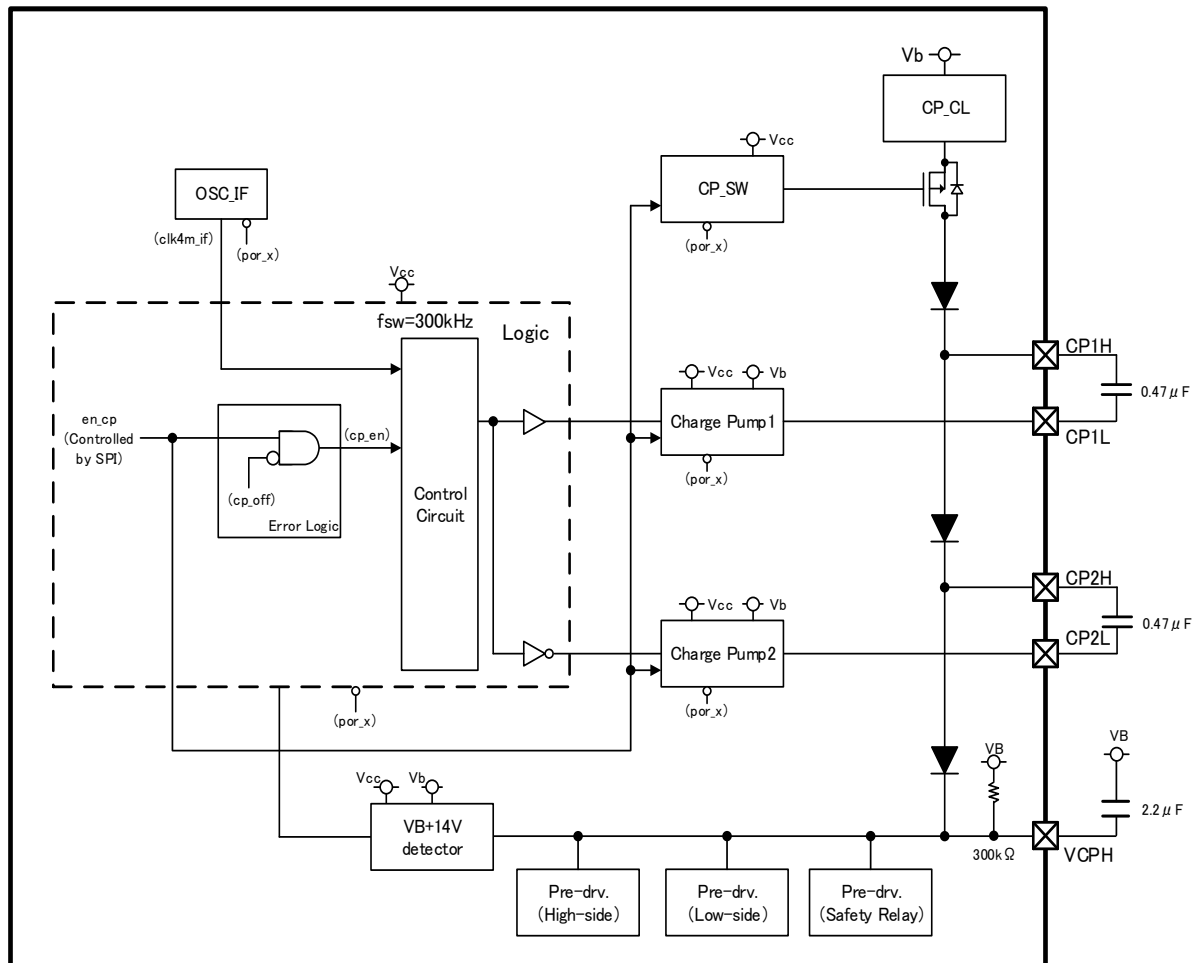 Vb
CP_CL
Vcc
CP_SW
(por_x)
OSC_IF
(clk4m_if)
(por_x)
Vcc
fsw=300kHz
Logic
en_cp
(Controlled
by SPI)
(cp_en)
(cp_off)
Error Logic
Control
Circuit
Vcc
Vb
Charge Pump1
(por_x)
CP1H
0.47μF
CP1L
Vcc
Vb
Charge Pump2
(por_x)
CP2H
0.47μF
CP2L
(por_x)
Vcc
Vb
VB+14V
detector
VB
300kΩ
VB
2.2μF
VCPH
Pre-drv.
(High-side)
Pre-drv.
(Low-side)
Pre-drv.
(Safety Relay)